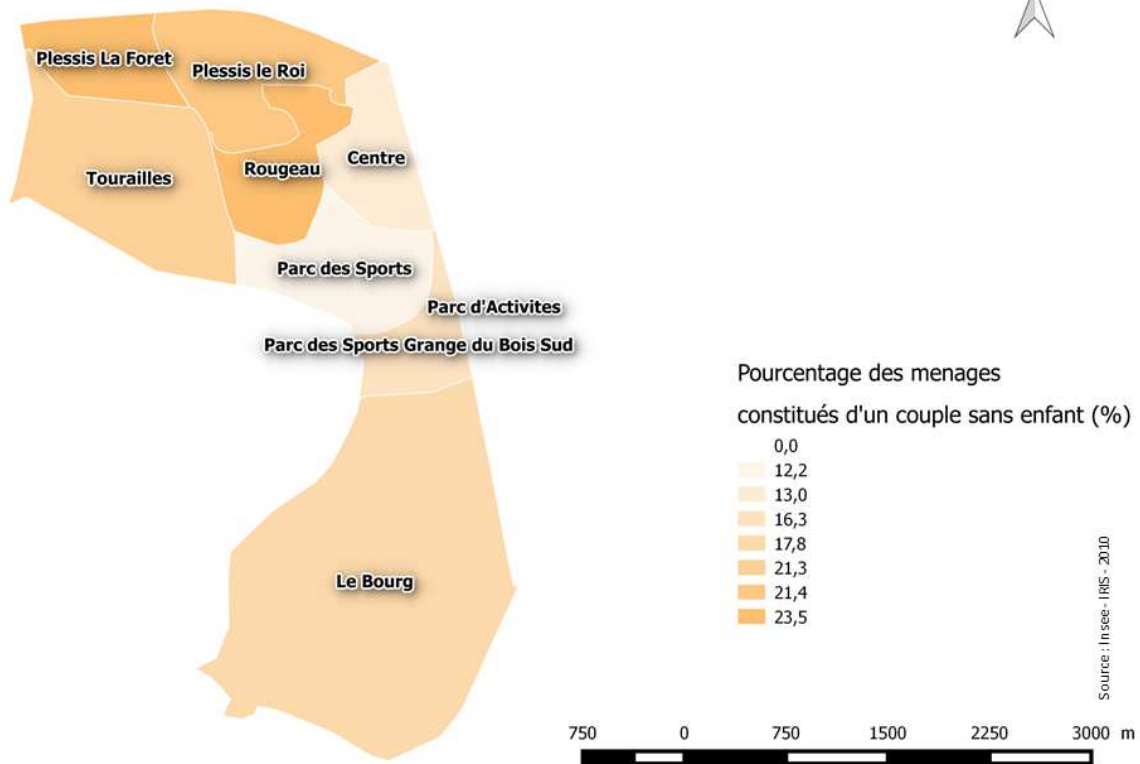 Plessis La Foret
Plessis le Roi
Rougeau
Centre
Tourailles
Parc des Sports
Parc d'Activites
Parc des Sports Grange du Bois Sud
Le Bourg
Pourcentage des menages
constitués d'un couple sans enfant (%)
0,0
12,2
13,0
16,3
17,8
21,3
21,4
23,5
Source : Insee - IRIS - 2010
750 0 750 1500 2250 3000 m